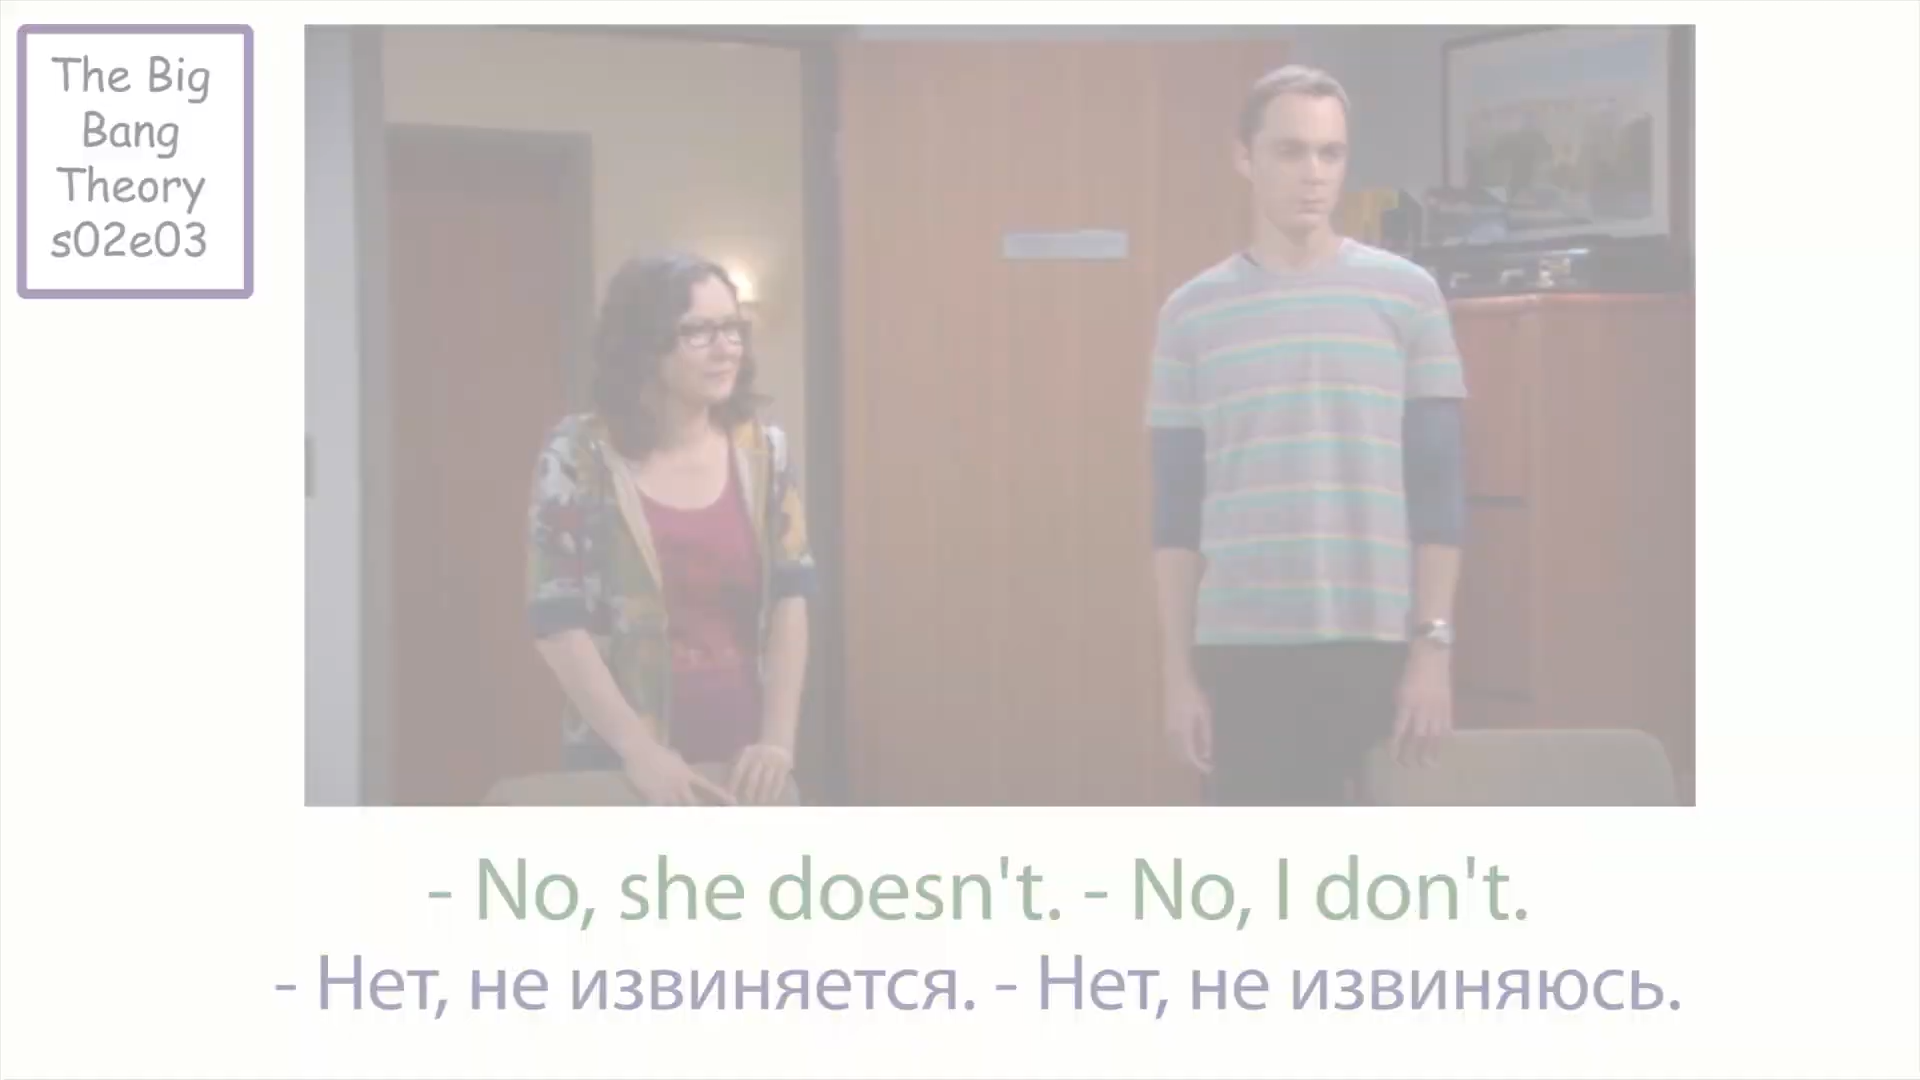 The Big
Bang
Theory
s02e03
- No, she doesn't. - No, I don't.
- Нет, не извиняется. - Нет, не извиняюсь.